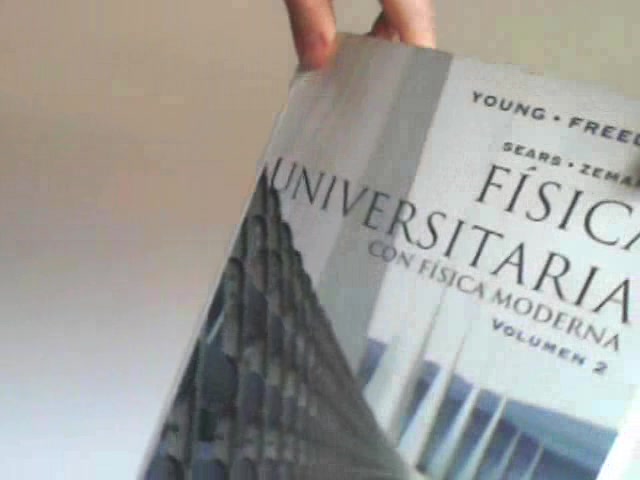 YOUNG • FREED
SEARS • ZEMA
FÍSICA
UNIVERSITARIA
CON FÍSICA MODERNA
VOLUMEN 2